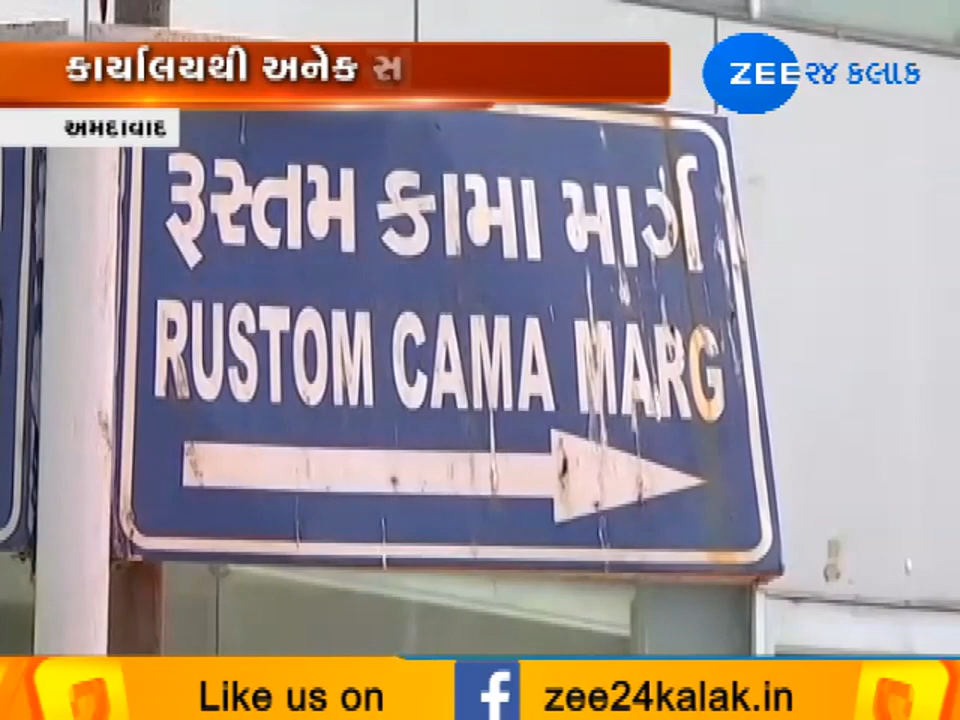 કાર્યાલયથી અનેક સ
ZEE ૨૪ કલાક
અમદાવાદ
રૂસ્તમ કામા માર્ગ
RUSTOM CAMA MARG
Like us on f zee24kalak.in